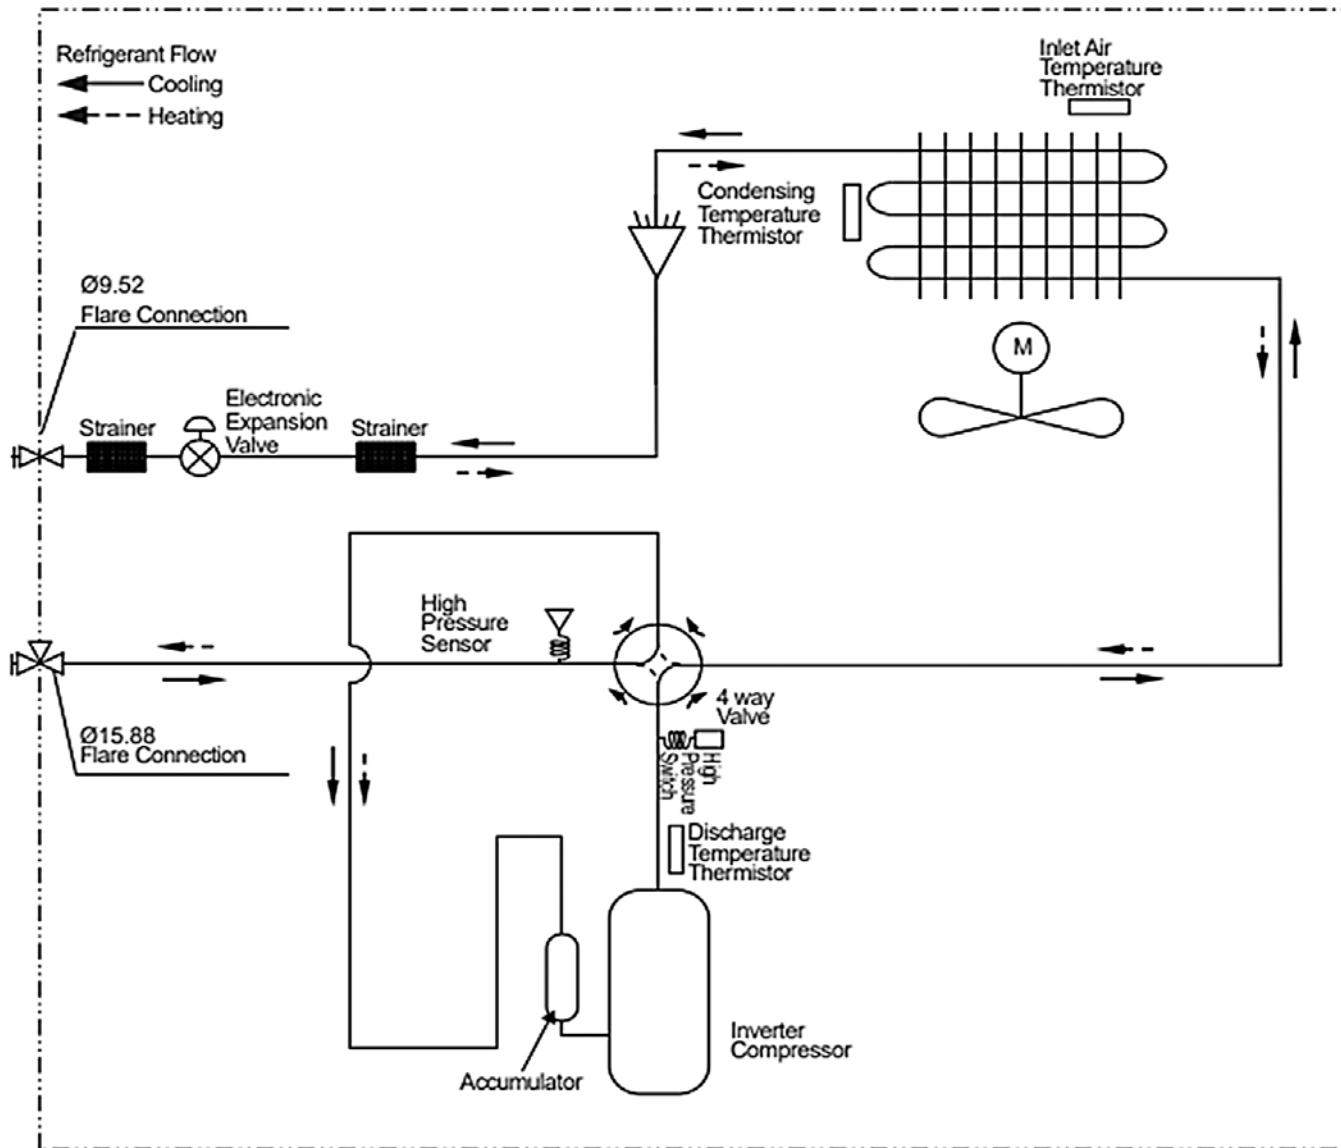 Refrigerant Flow
Cooling
Heating
Inlet Air
Temperature
Thermistor
Condensing
Temperature
Thermistor
Ø9.52
Flare Connection
M
Electronic
Expansion
Valve
Strainer
Strainer
High
Pressure
Sensor
4 way
Valve
Ø15.88
Flare Connection
High
Pressure
Switch
Discharge
Temperature
Thermistor
Inverter
Compressor
Accumulator